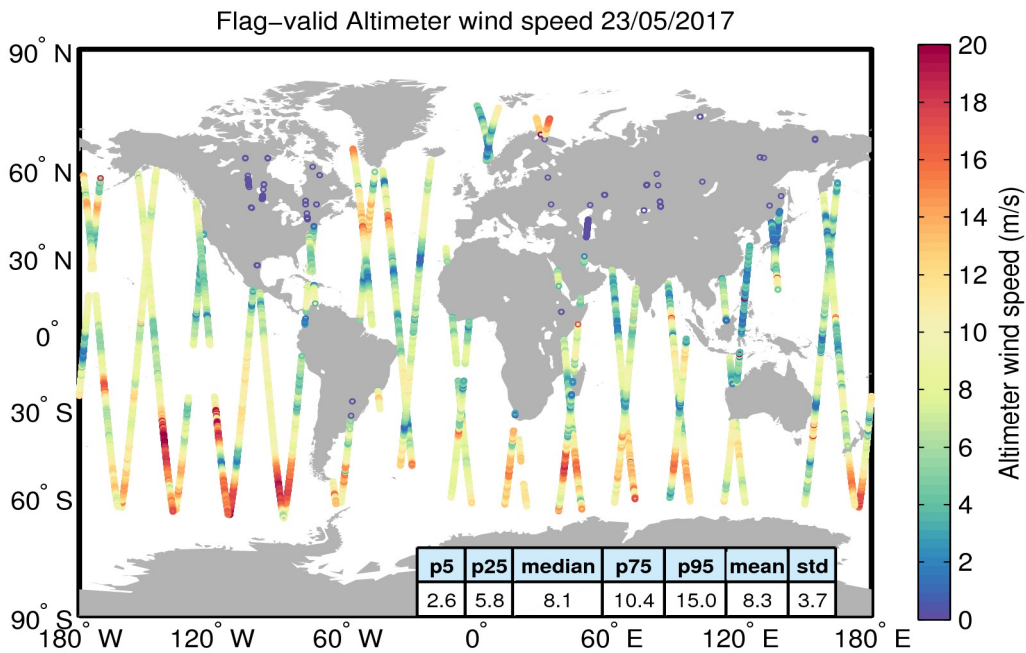 Flag−valid Altimeter wind speed 23/05/2017
90° N
60° N
30° N
0°
30° S
60° S
90° S
180° W
120° W
60° W
0°
60° E
120° E
180° E
p5 p25 median p75 p95 mean std
2.6 5.8 8.1 10.4 15.0 8.3 3.7
20
18
16
14
12
10
8
6
4
2
0
Altimeter wind speed (m/s)